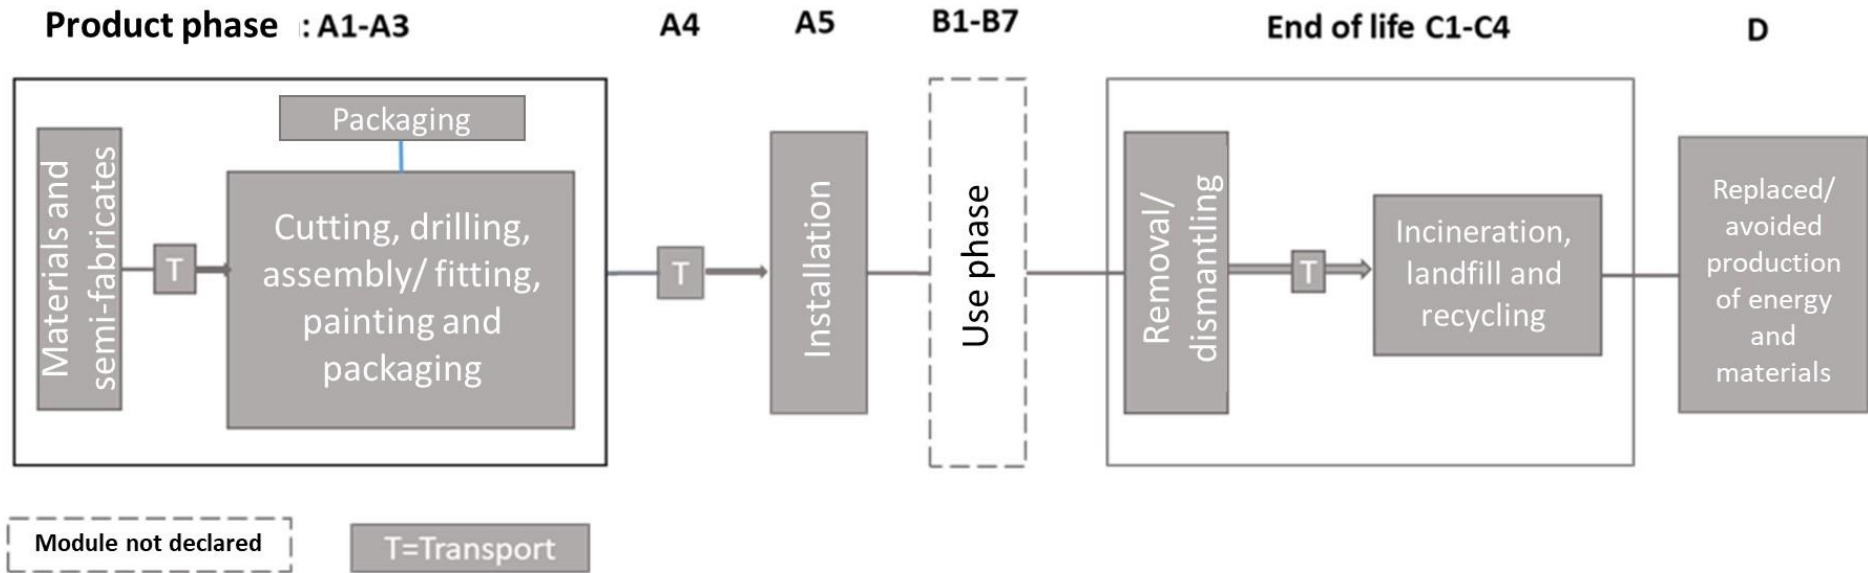 Product phase : A1-A3
A4
A5
B1-B7
End of life C1-C4
D
Materials and
semi-fabricates
T
Packaging
Cutting, drilling,
assembly/ fitting,
painting and
packaging
T
Installation
Use phase
Removal/
dismantling
T
Incineration,
landfill and
recycling
Replaced/
avoided
production
of energy
and
materials
Module not declared
T=Transport